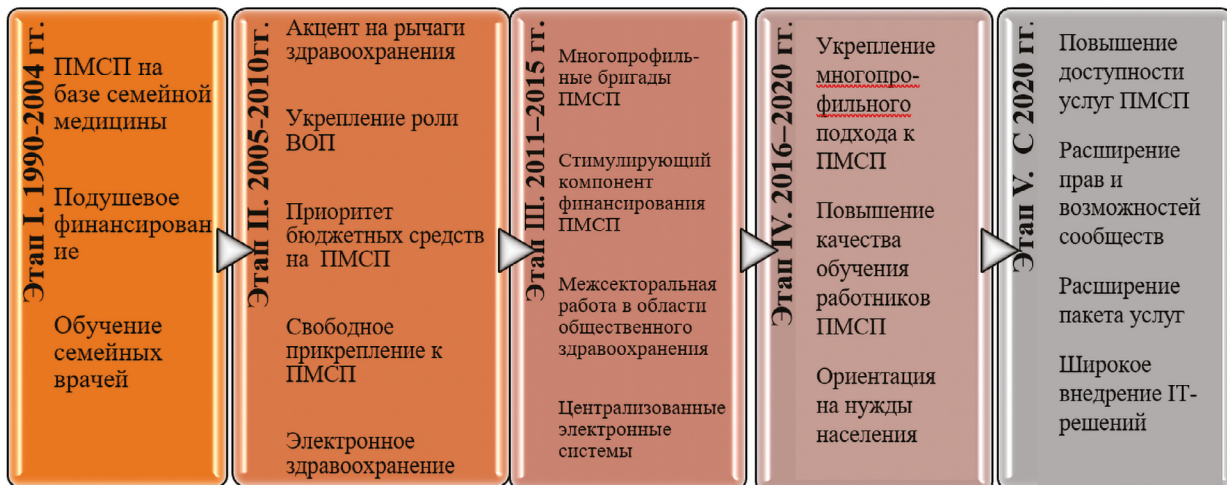 Этап I. 1990-2004 гг.
ПМСП на
базе семейной
медицины
Подушевое
финансирован
ие
Обучение
семейных
врачей
Этап II. 2005-2010гг.
Акцент на рычаги
здравоохранения
Укрепление роли
ВОП
Приоритет
бюджетных средств
на ПМСП
Свободное
прикрепление к
ПМСП
Электронное
здравоохранение
Этап III. 2011–2015 гг.
Многопрофиль-
ные бригады
ПМСП
Стимулирующий
компонент
финансирования
ПМСП
Межсекторальная
работа в области
общественного
здравоохранения
Централизованные
электронные
системы
Этап IV. 2016–2020 гг.
Укрепление
многопро-
фильного
подхода к
ПМСП
Повышение
качества
обучения
работников
ПМСП
Ориентация
на нужды
населения
Этап V. С 2020 гг.
Повышение
доступности
услуг ПМСП
Расширение
прав и
возможностей
сообществ
Расширение
пакета услуг
Широкое
внедрение IT-
решений